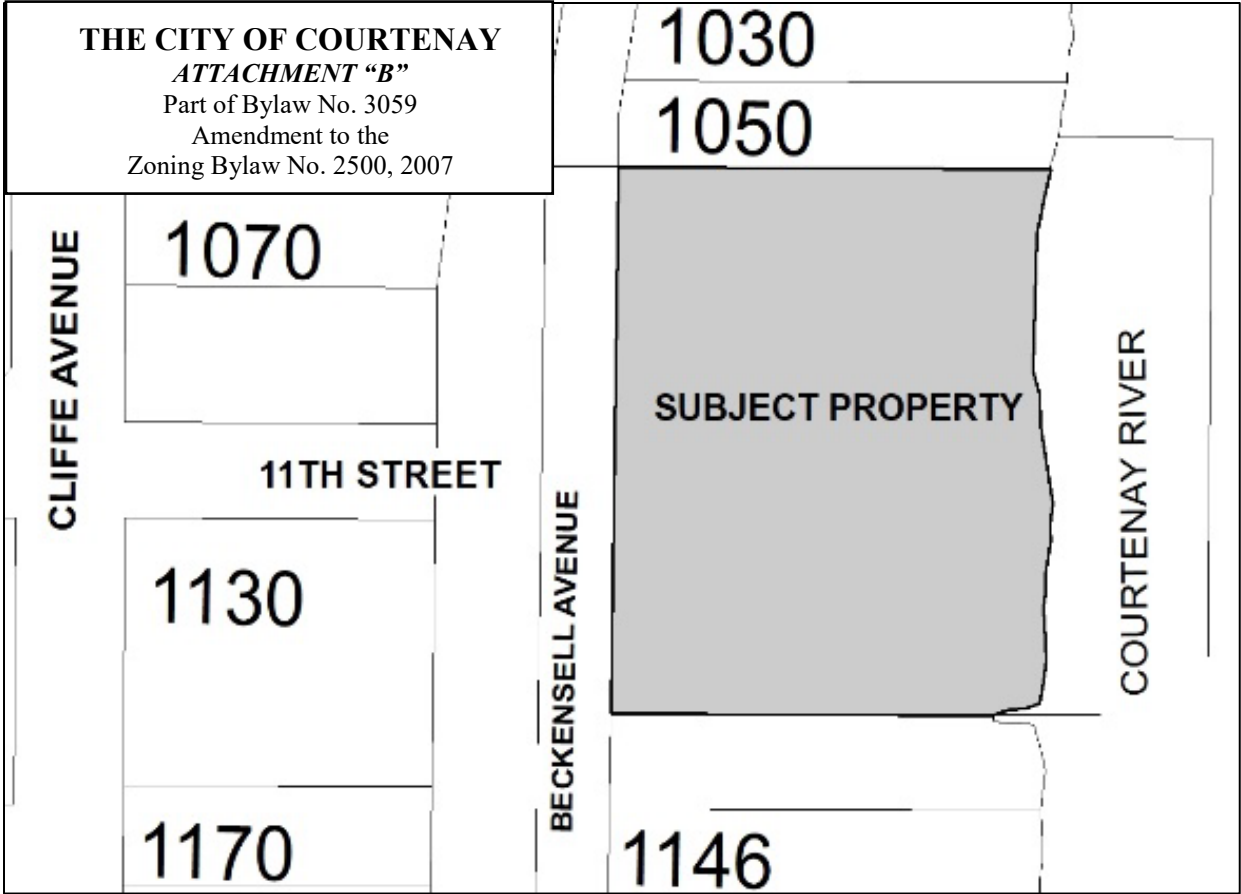 THE CITY OF COURTENAY
ATTACHMENT “B”
Part of Bylaw No. 3059
Amendment to the
Zoning Bylaw No. 2500, 2007
1030
1050
1070
CLIFFE AVENUE
SUBJECT PROPERTY
COURTENAY RIVER
11TH STREET
BECKENSELL AVENUE
1130
1170
1146